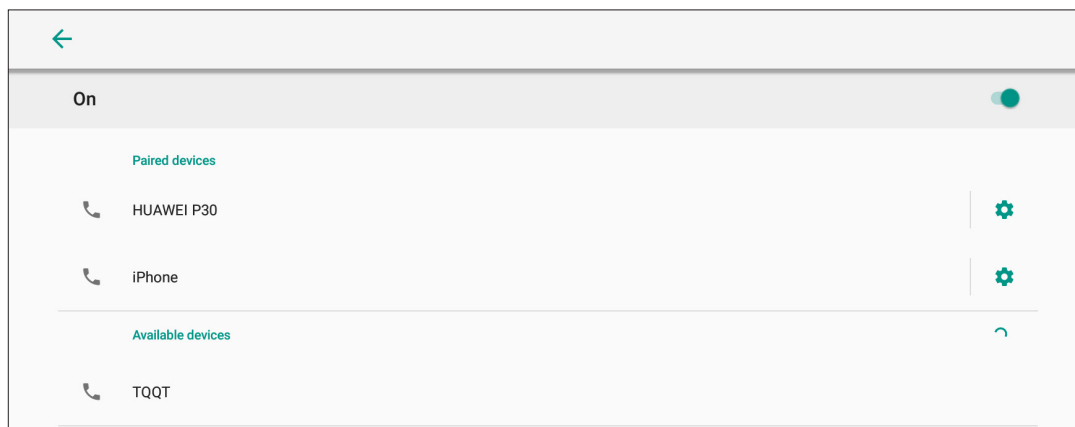 On
Paired devices
HUAWEI P30
iPhone
Available devices
TQQT